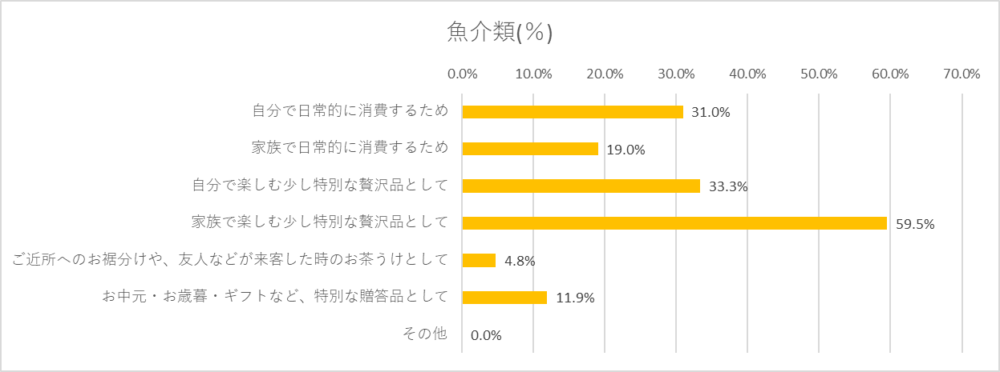 魚介類(%)
0.0% 10.0% 20.0% 30.0% 40.0% 50.0% 60.0% 70.0%
自分で日常的に消費するため 31.0%
家族で日常的に消費するため 19.0%
自分で楽しむ少し特別な贅沢品として 33.3%
家族で楽しむ少し特別な贅沢品として 59.5%
ご近所へのお裾分けや、友人などが来客した時のお茶うけとして 4.8%
お中元・お歳暮・ギフトなど、特別な贈答品として 11.9%
その他 0.0%